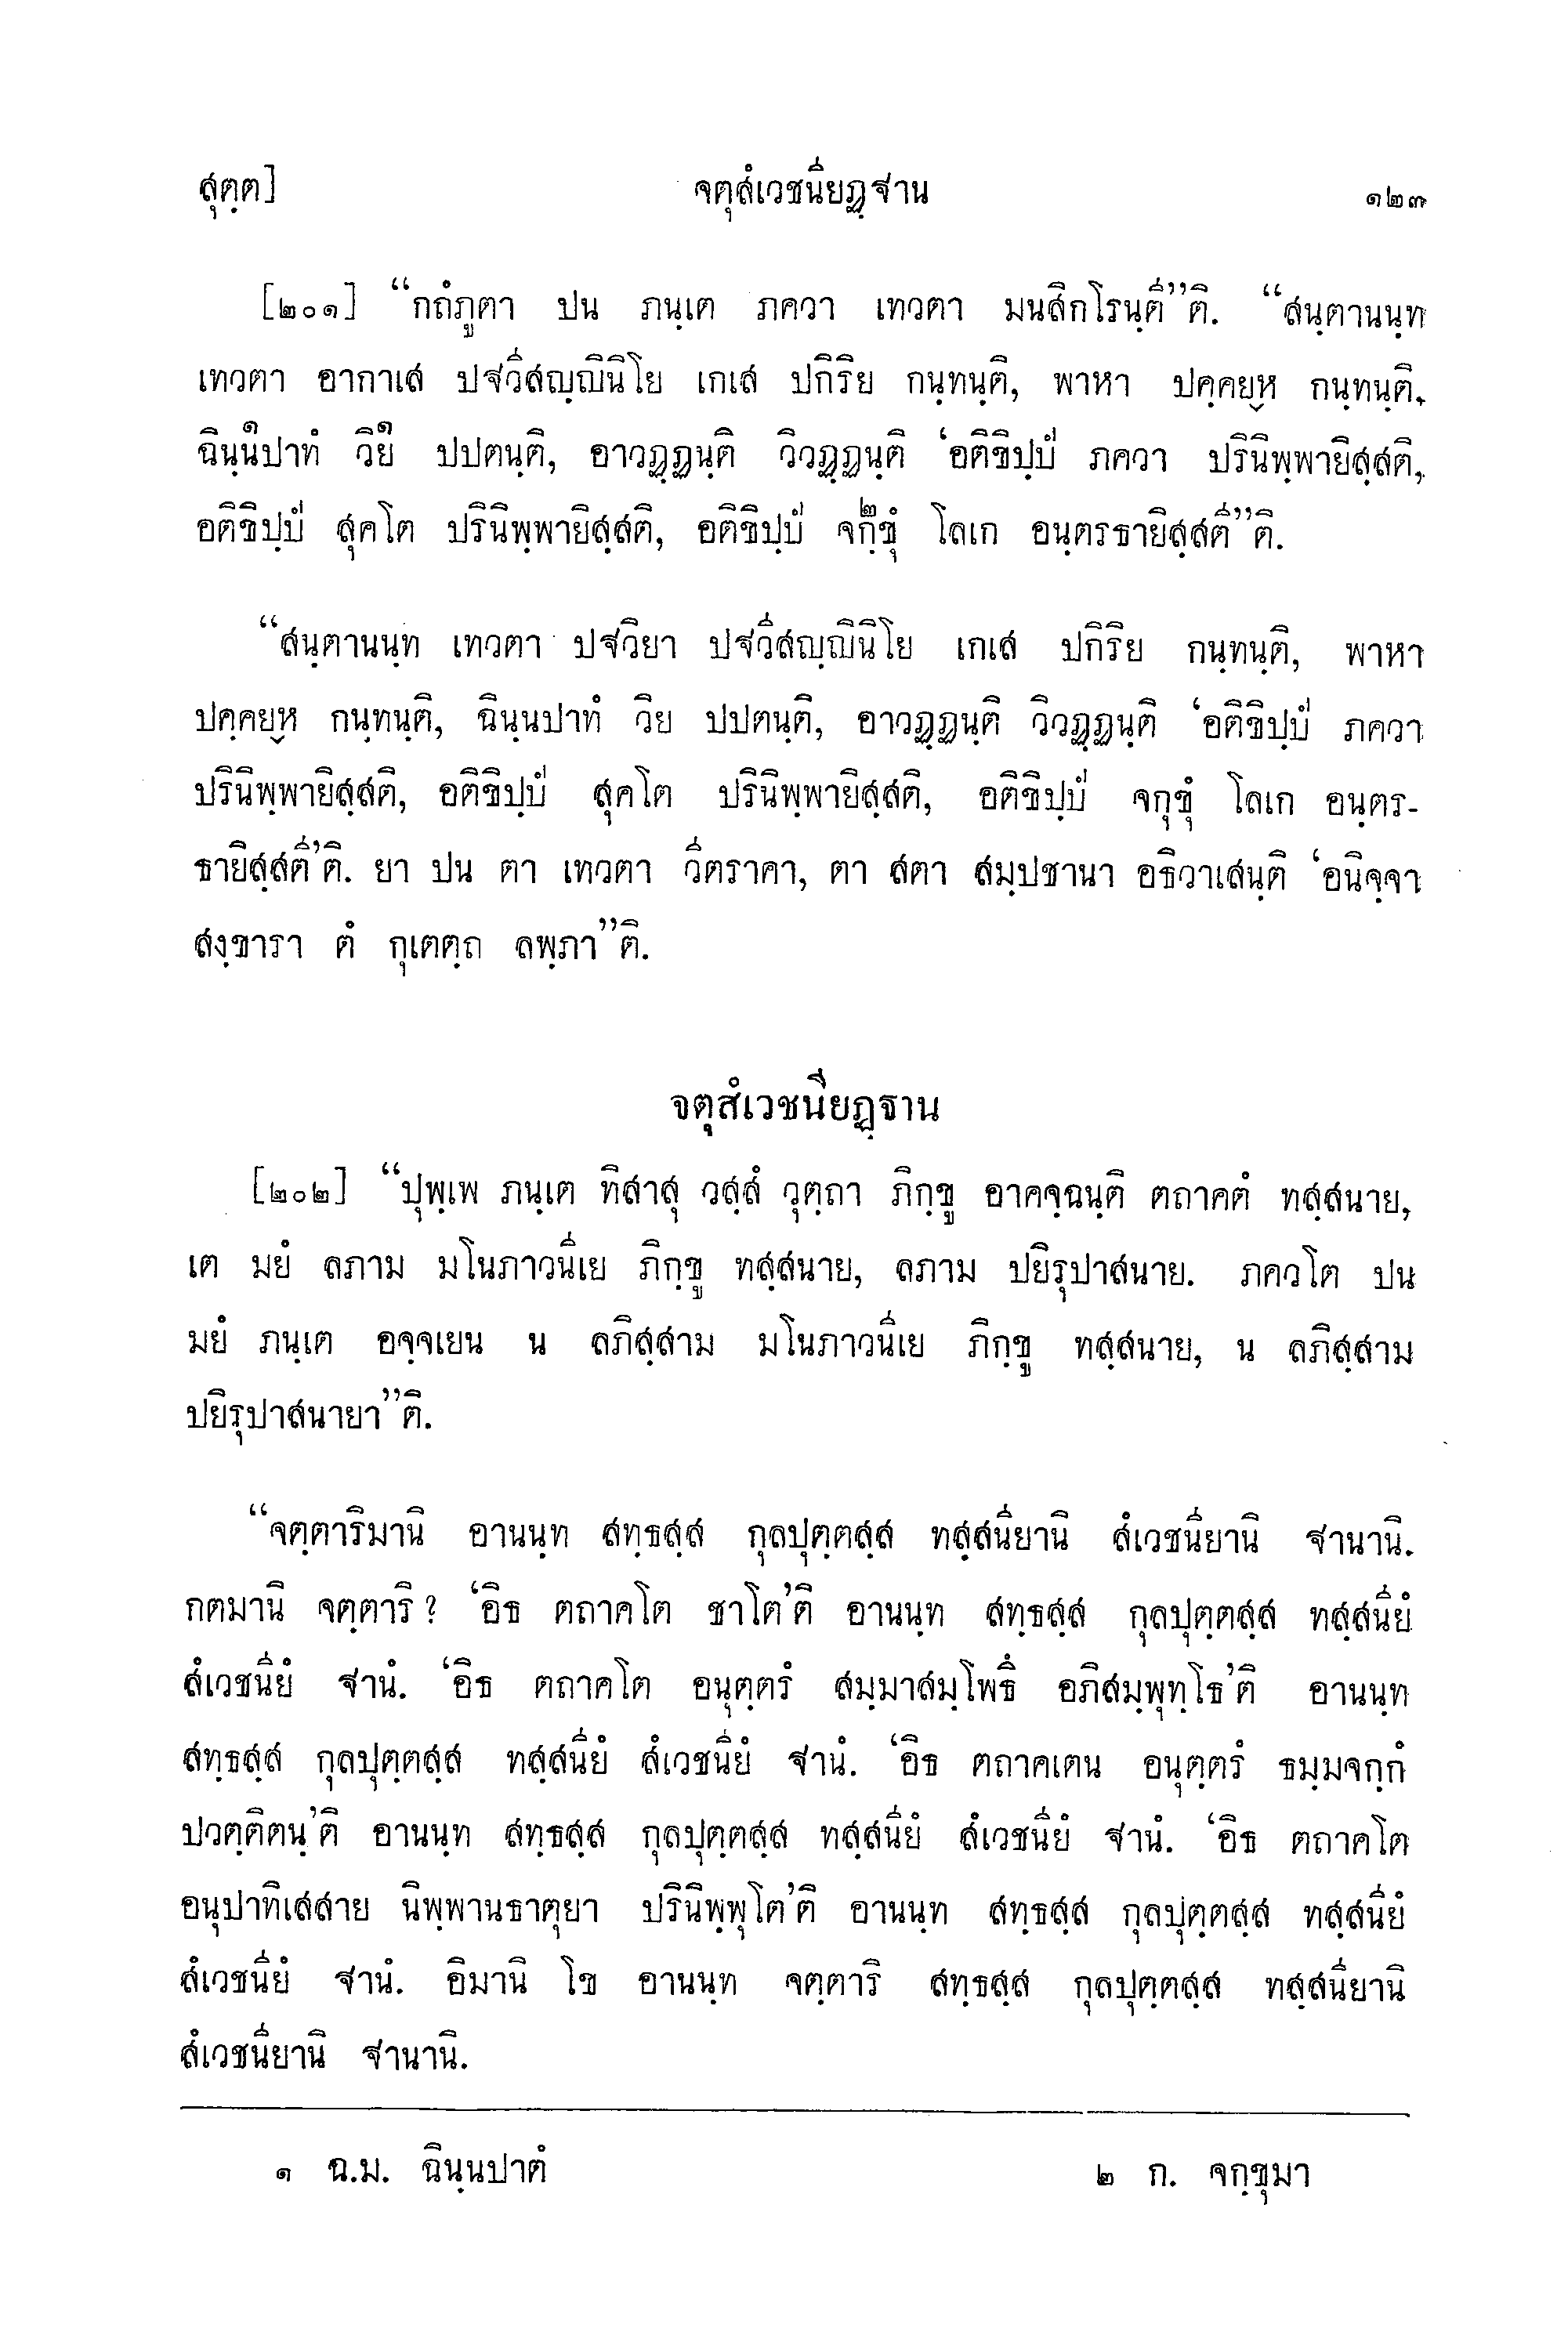 สุตฺต] จตุสํเวชนียฏฺฐาน ๑๒๓
[๒๐๑] “กถํภูตา ปน ภนฺเต ภควา เทวตา มนสิกโรนฺตี”ติ. “สนฺตานนฺท
เทวตา อากาเส ปฐวีสญฺญินิโย เกเส ปกิริย กนฺทนฺติ, พาหา ปคฺคยฺห กนฺทนฺติ,
ฉินฺน๑ปาทํ วิย๑ ปปตนฺติ, อาวฏฺฏนฺติ วิวฏฺฏนฺติ ‘อติขิปฺปํ ภควา ปรินิพฺพายิสฺสติ,
อติขิปฺปํ สุคโต ปรินิพฺพายิสฺสติ, อติขิปฺปํ จกฺ๒ขุํ โลเก อนฺตรธายิสฺสตี”ติ.
“สนฺตานนฺท เทวตา ปฐวิยา ปฐวีสญฺญินิโย เกเส ปกิริย กนฺทนฺติ, พาหา
ปคฺคยฺห กนฺทนฺติ, ฉินฺนปาทํ วิย ปปตนฺติ, อาวฏฺฏนฺติ วิวฏฺฏนฺติ ‘อติขิปฺปํ ภควา
ปรินิพฺพายิสฺสติ, อติขิปฺปํ สุคโต ปรินิพฺพายิสฺสติ, อติขิปฺปํ จกฺขุํ โลเก อนฺตร-
ธายิสฺสตี’ติ. ยา ปน ตา เทวตา วีตราคา, ตา สตา สมฺปชานา อธิวาเสนฺติ ‘อนิจฺจา
สงฺขารา ตํ กุเตตฺถ ลพฺภา”ติ.
จตุสํเวชนียฏฺฐาน
[๒๐๒] “ปุพฺเพ ภนฺเต ทิสาสุ วสฺสํ วุตฺถา ภิกฺขู อาคจฺฉนฺติ ตถาคตํ ทสฺสนาย,
เต มยํ ลภาม มโนภาวนีเย ภิกฺขู ทสฺสนาย, ลภาม ปยิรุปาสนาย. ภควโต ปน
มยํ ภนฺเต อจฺจเยน น ลภิสฺสาม มโนภาวนีเย ภิกฺขู ทสฺสนาย, น ลภิสฺสาม
ปยิรุปาสนายา”ติ.
“จตฺตาริมานิ อานนฺท สทฺธสฺส กุลปุตฺตสฺส ทสฺสนียานิ สํเวชนียานิ ฐานานิ.
กตมานิ จตฺตาริ? ‘อิธ ตถาคโต ชาโต’ติ อานนฺท สทฺธสฺส กุลปุตฺตสฺส ทสฺสนียํ
สํเวชนียํ ฐานํ. ‘อิธ ตถาคโต อนุตฺตรํ สมฺมาสมฺโพธึ อภิสมฺพุทฺโธ’ติ อานนฺท
สทฺธสฺส กุลปุตฺตสฺส ทสฺสนียํ สํเวชนียํ ฐานํ. ‘อิธ ตถาคเตน อนุตฺตรํ ธมฺมจกฺกํ
ปวตฺติตนฺ’ติ อานนฺท สทฺธสฺส กุลปุตฺตสฺส ทสฺสนียํ สํเวชนียํ ฐานํ. ‘อิธ ตถาคโต
อนุปาทิเสสาย นิพฺพานธาตุยา ปรินิพฺพุโต’ติ อานนฺท สทฺธสฺส กุลปุตฺตสฺส ทสฺสนียํ
สํเวชนียํ ฐานํ. อิมานิ โข อานนฺท จตฺตาริ สทฺธสฺส กุลปุตฺตสฺส ทสฺสนียานิ
สํเวชนียานิ ฐานานิ.
๑ ฉ.ม. ฉินฺนปาตํ ๒ ก. จกฺขุมา